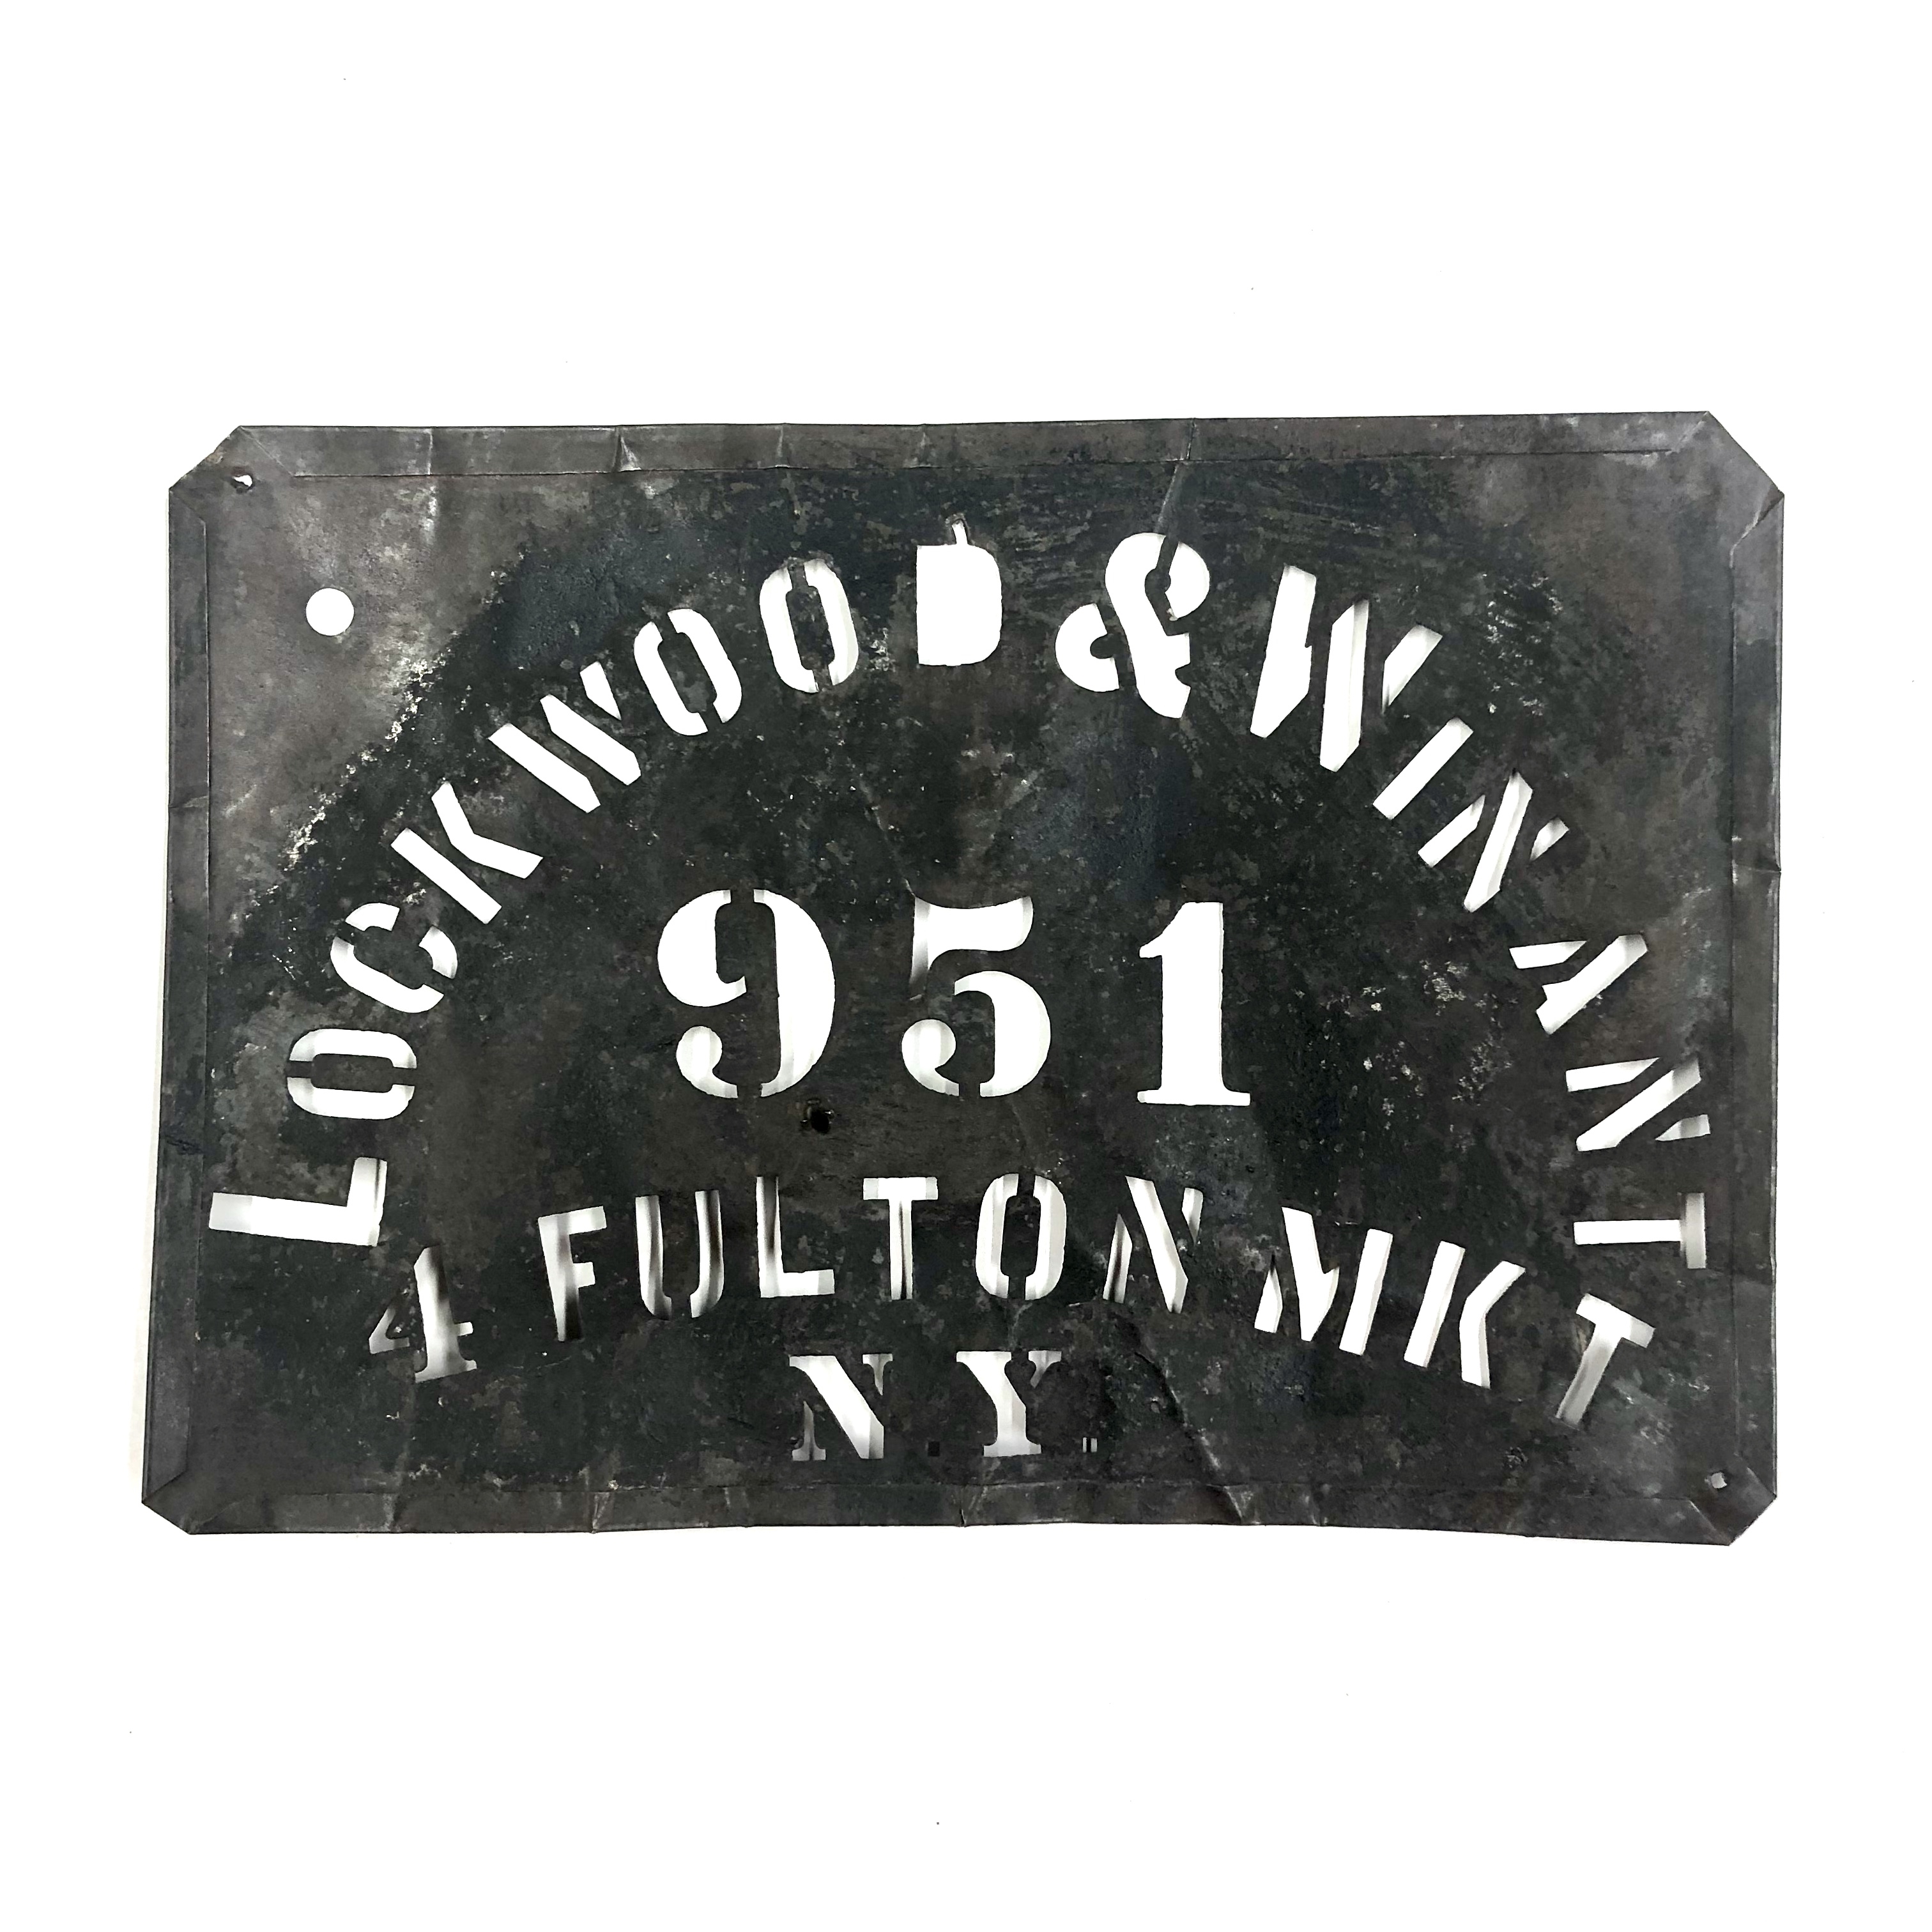 LOCKWOOD & WINANT
951
4 FULTON MKT
N.Y.